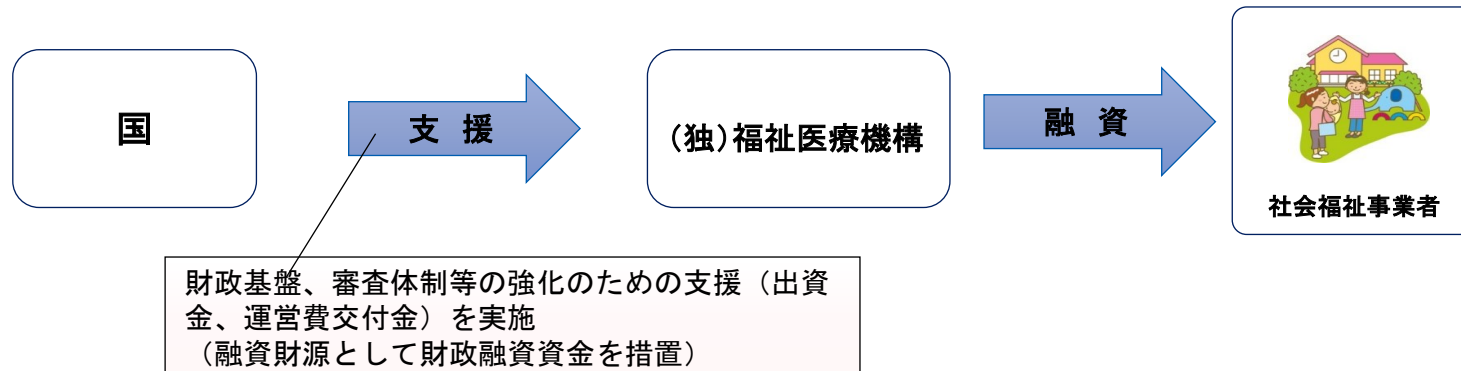 国
支 援
(独)福祉医療機構
融 資
社会福祉事業者
財政基盤、審査体制等の強化のための支援（出資
金、運営費交付金）を実施
（融資財源として財政融資資金を措置）